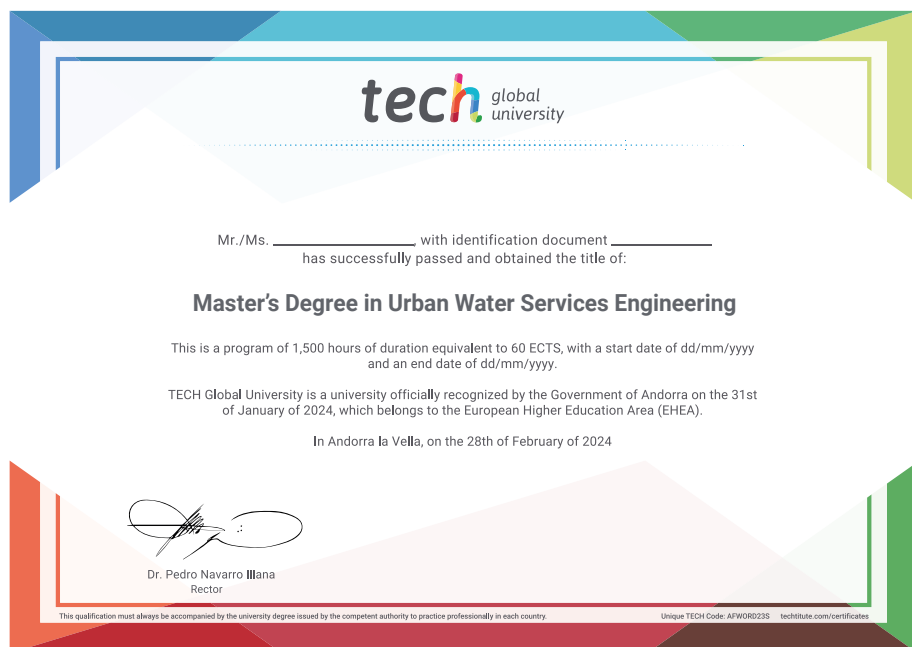 tech global university
Mr./Ms. ____________________, with identification document ______________
has successfully passed and obtained the title of:
Master's Degree in Urban Water Services Engineering
This is a program of 1,500 hours of duration equivalent to 60 ECTS, with a start date of dd/mm/yyyy
and an end date of dd/mm/yyyy.
TECH Global University is a university officially recognized by the Government of Andorra on the 31st
of January of 2024, which belongs to the European Higher Education Area (EHEA).
In Andorra la Vella, on the 28th of February of 2024
Dr. Pedro Navarro Illana
Rector
This qualification must always be accompanied by the university degree issued by the competent authority to practice professionally in each country. Unique TECH Code: AFWORD23S techtitute.com/certificates